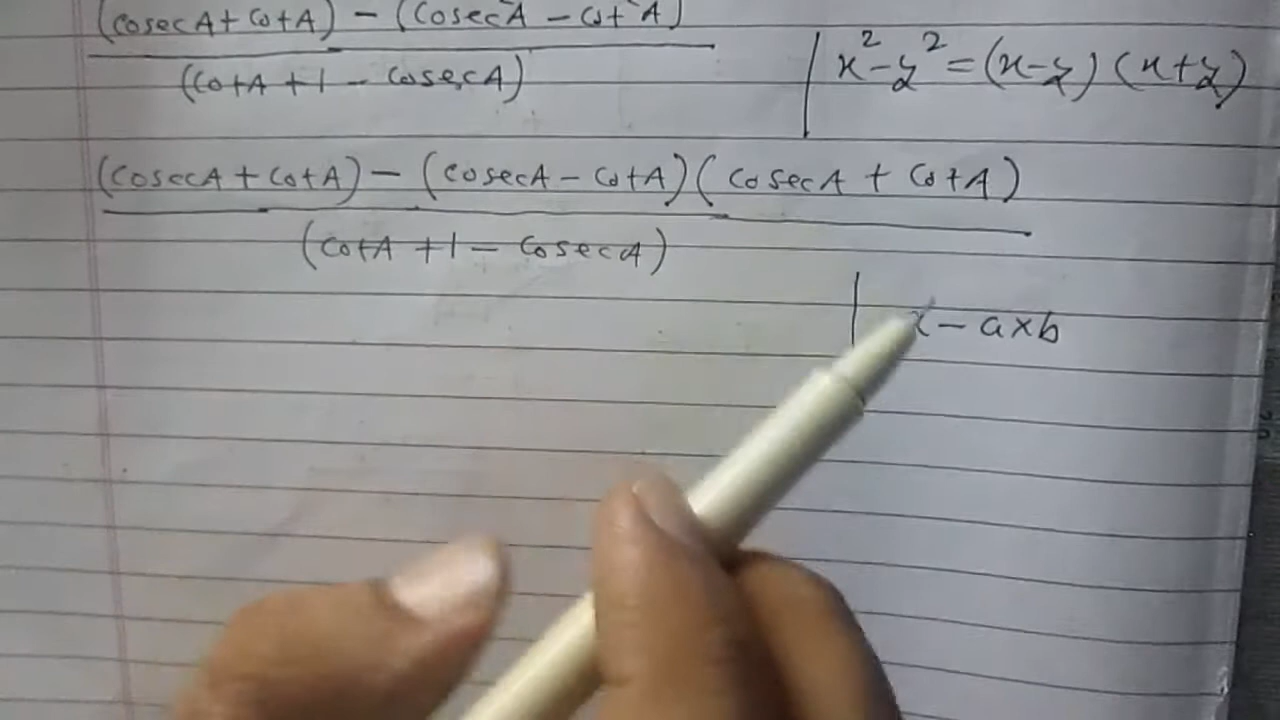 (cosecA + cotA) - (cosec²A - cot²A)
(cotA + 1 - cosecA)
x² - y² = (x-y) (x+y)
(cosecA + cotA) - (cosecA - cotA) (cosecA + cotA)
(cotA + 1 - cosecA)
x - a×b